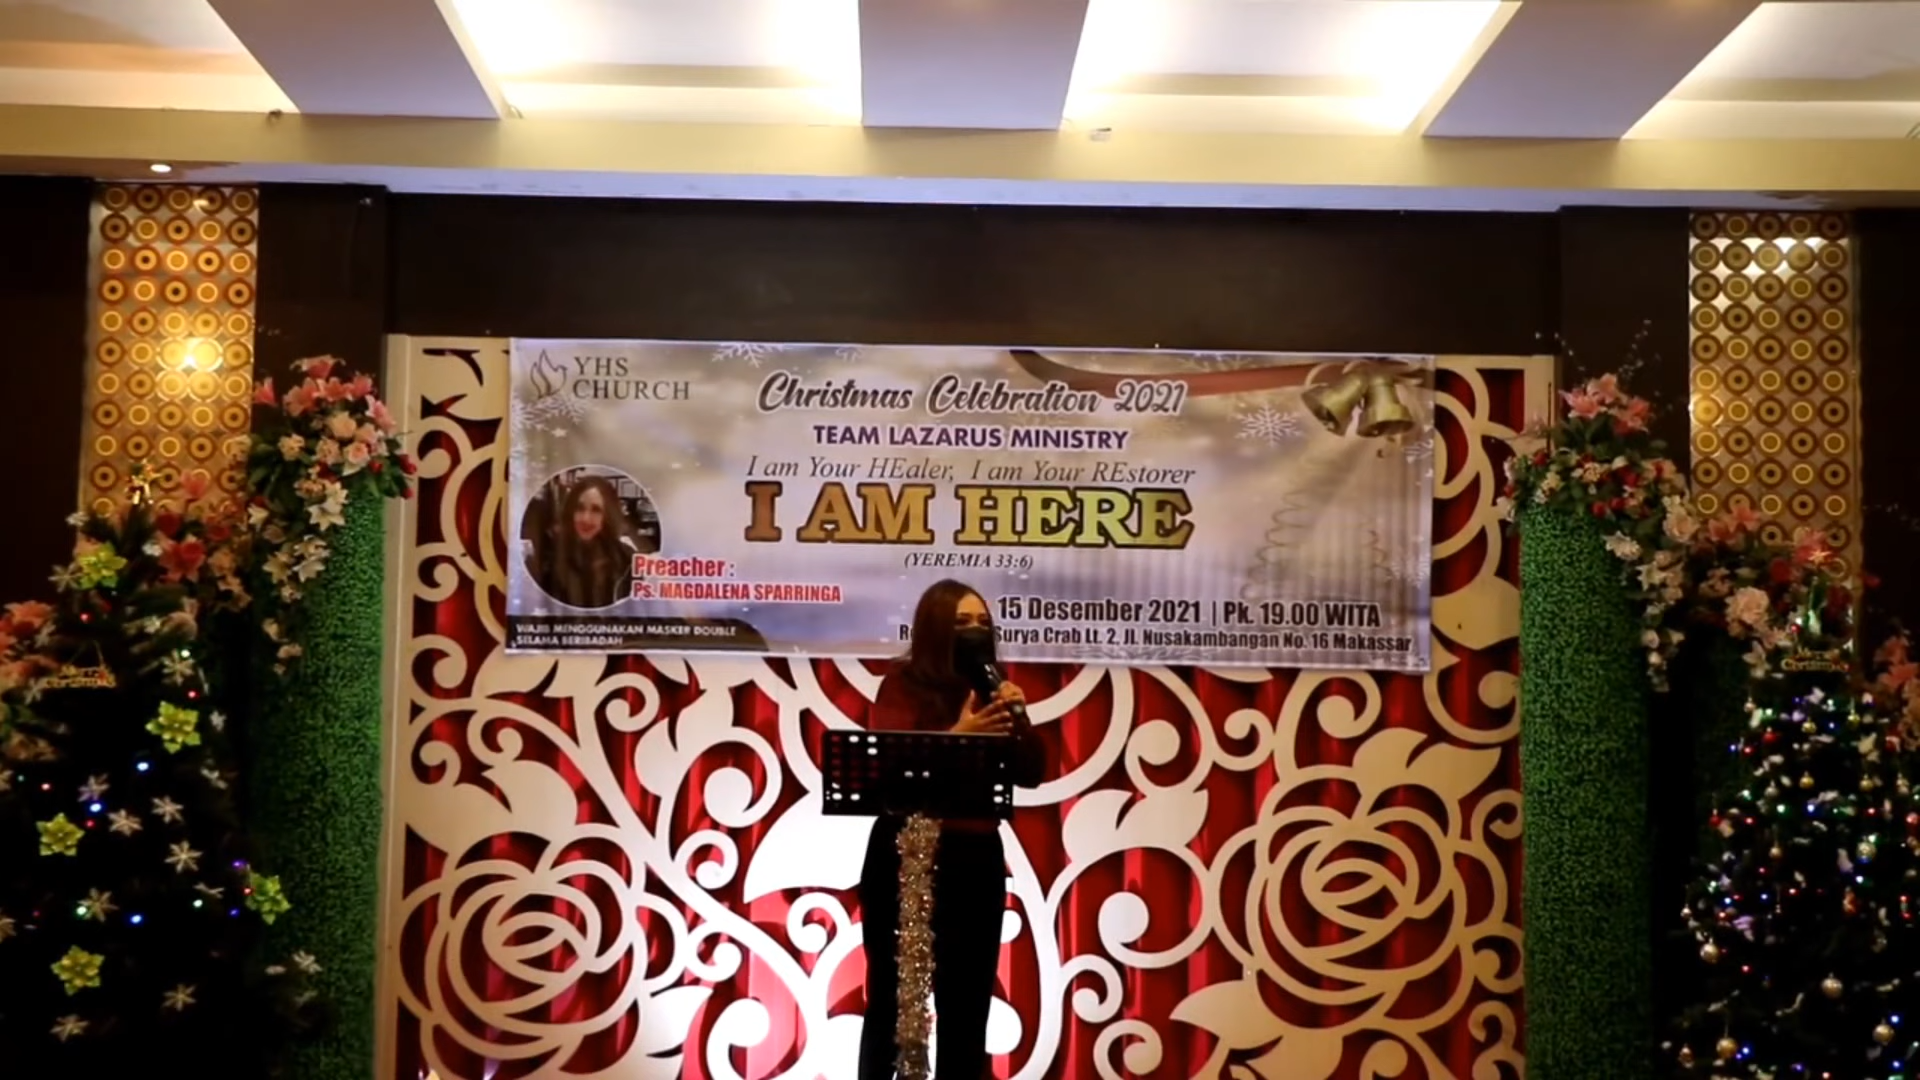 YHS
CHURCH
Christmas Celebration 2021
TEAM LAZARUS MINISTRY
I am Your HEaler, I am Your REstorer
I AM HERE
(YEREMIA 33:6)
Preacher :
Ps. MAGDALENA SPARRINGA
15 Desember 2021 | Pk. 19.00 WITA
Surya Crab Lt. 2, Jl. Nusakambangan No. 16 Makassar
WAJIB MENGGUNAKAN MASKER DOUBLE
SELAMA BERIBADAH